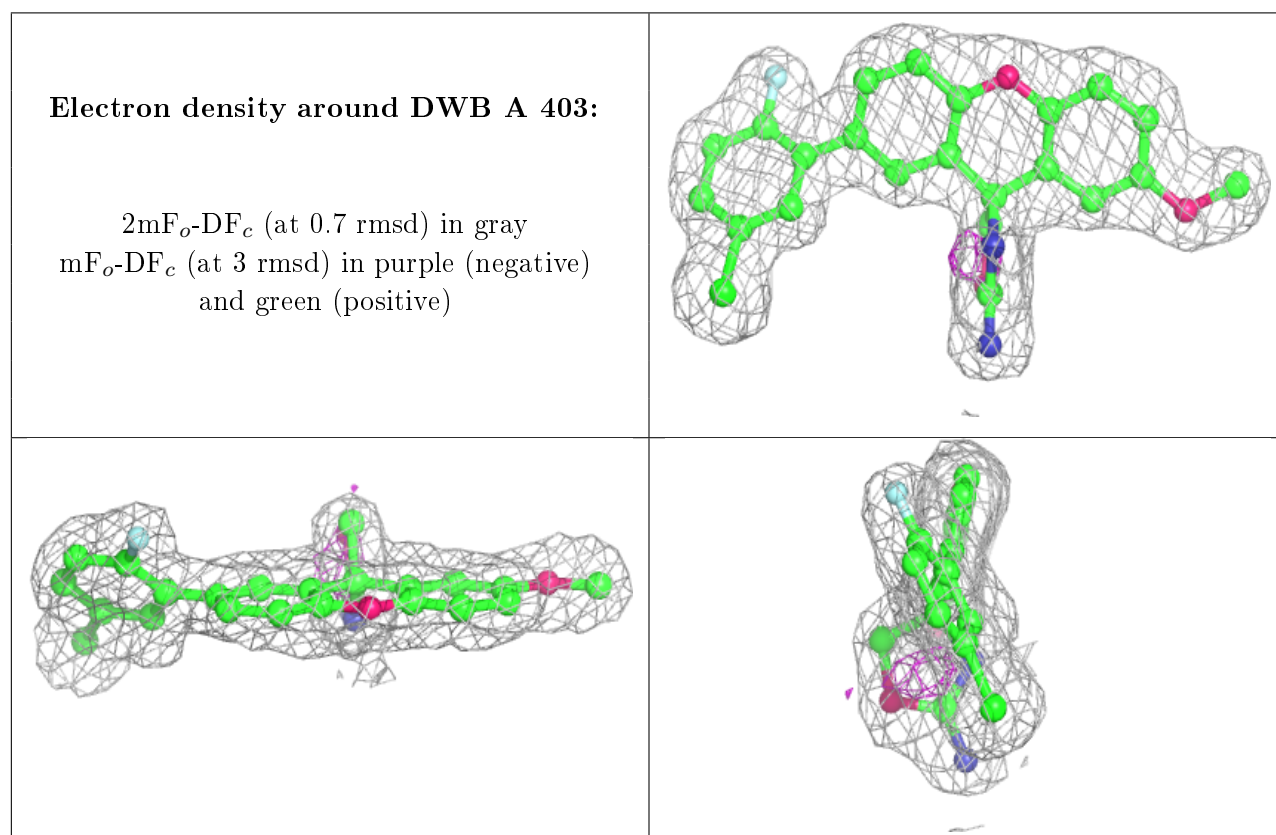 Electron density around DWB A 403:
2mFo-DFc (at 0.7 rmsd) in gray
mFo-DFc (at 3 rmsd) in purple (negative)
and green (positive)